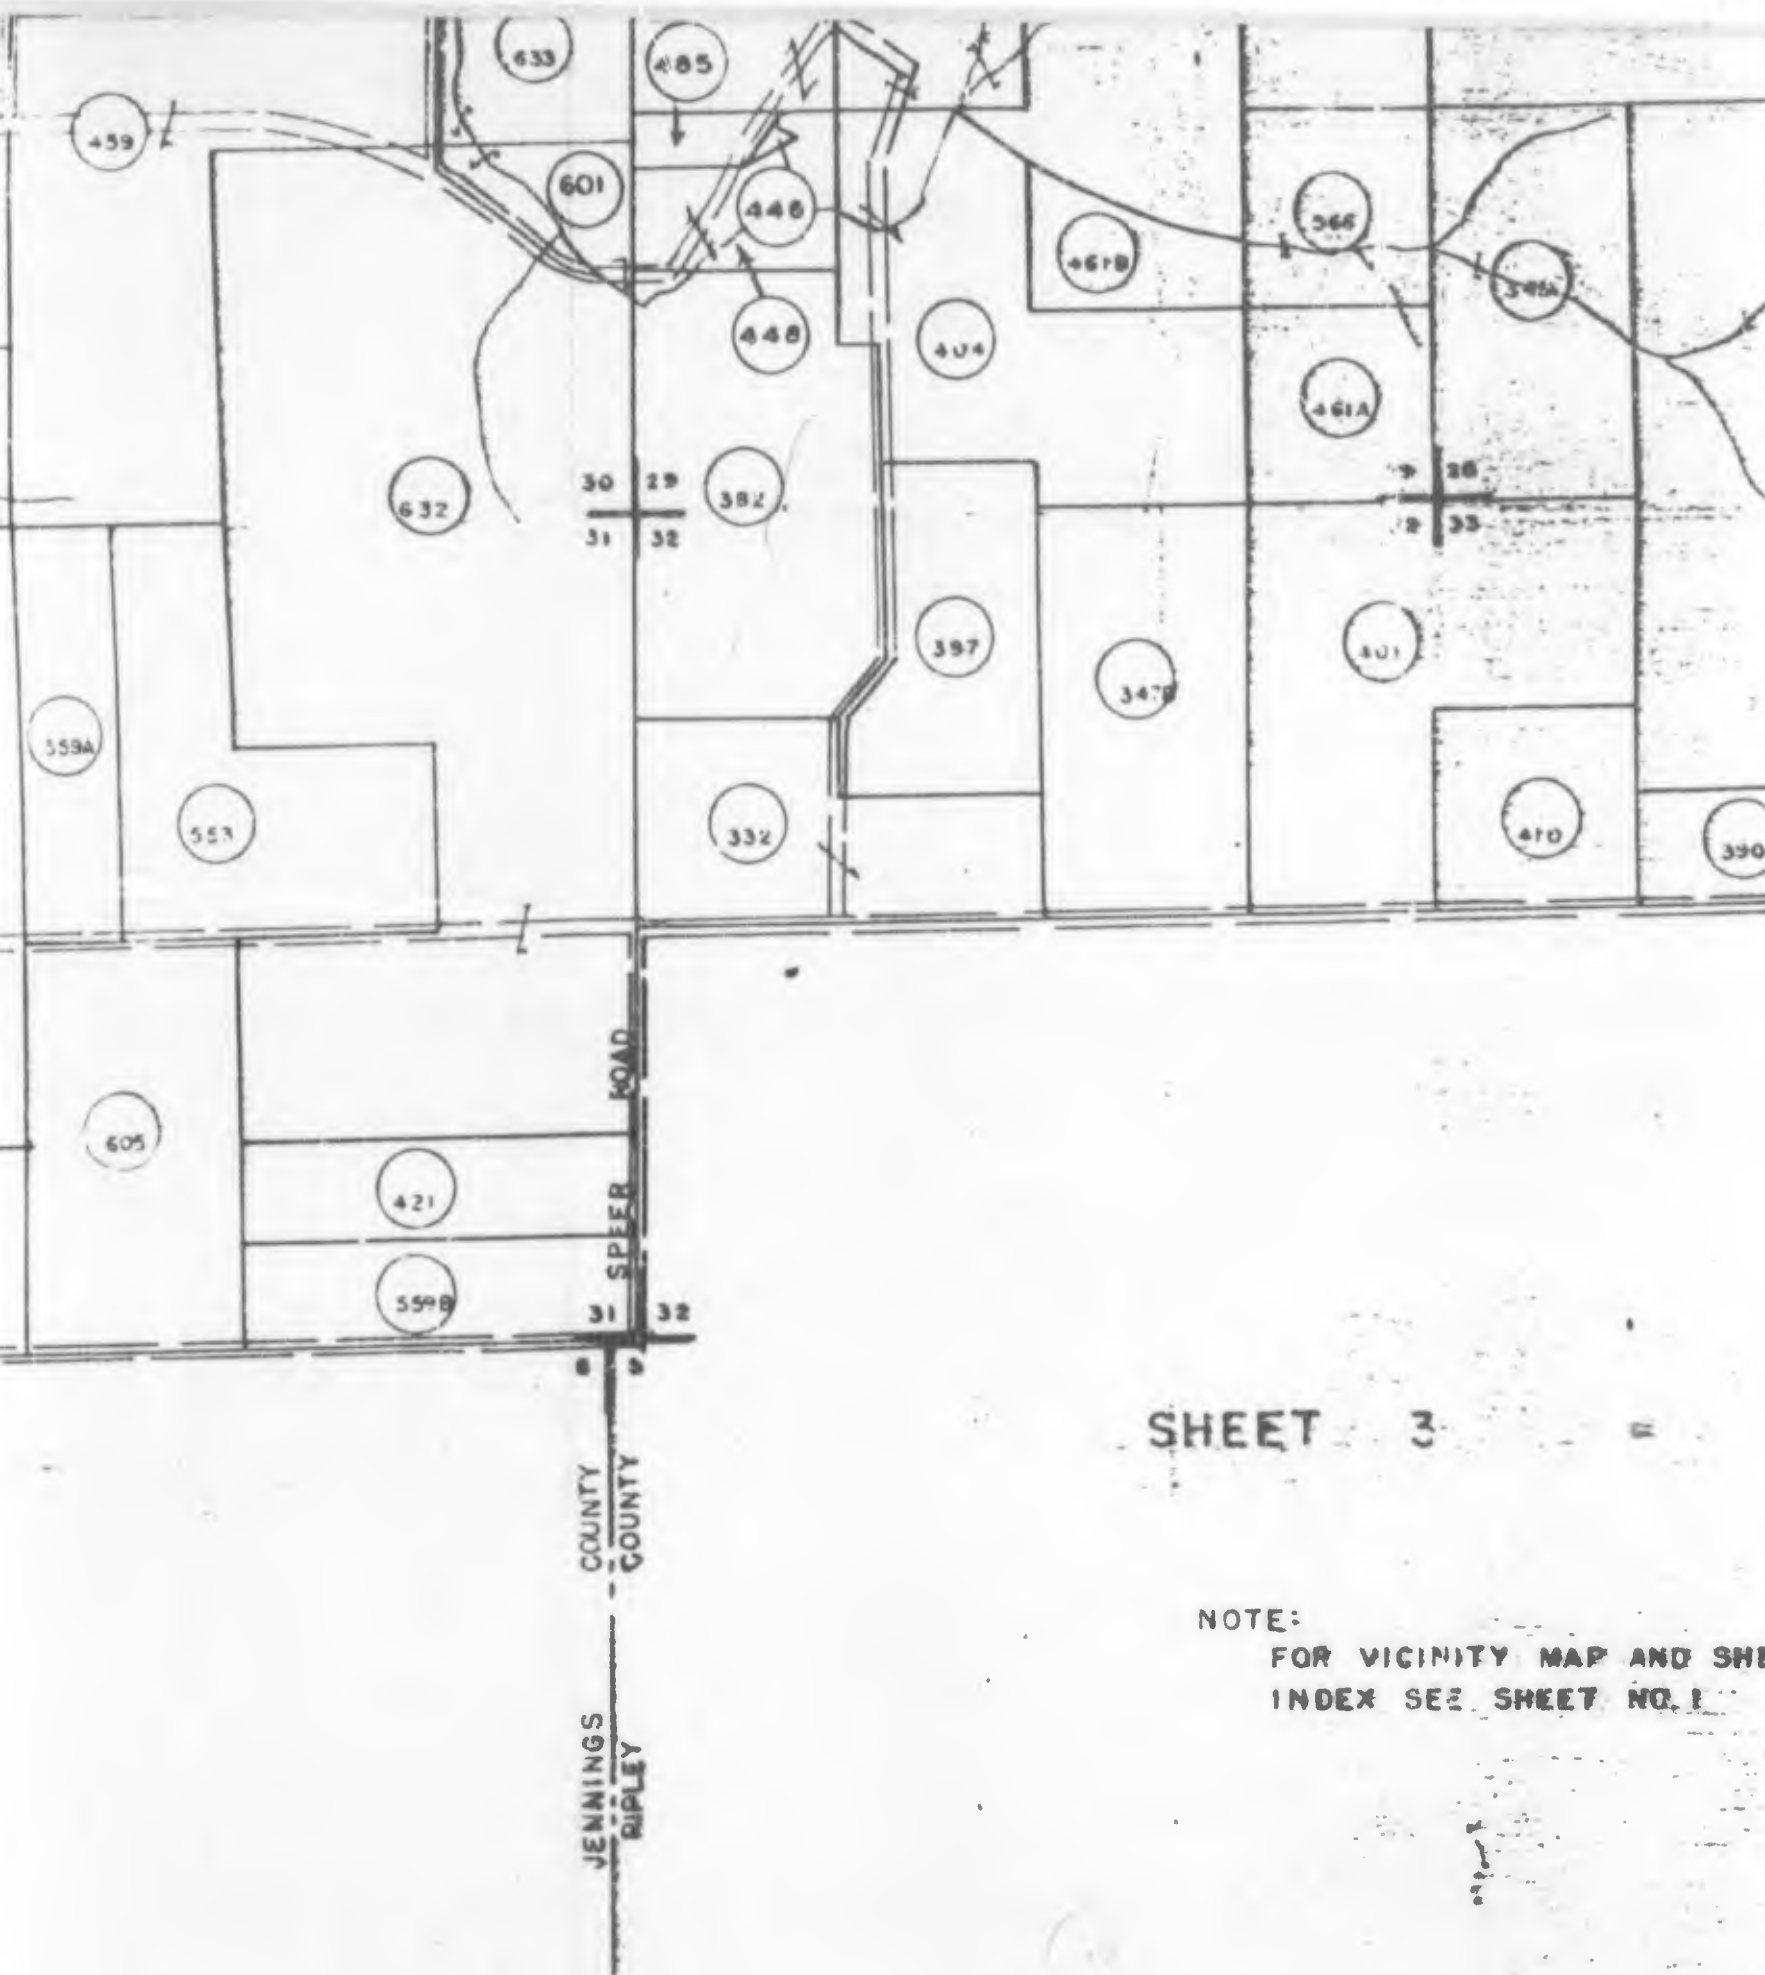 633
485
459
601
446
566
461B
448
404
461A
30 29
31 32
632
382
28
33
397
401
347B
559A
553
332
410
390
SPEER ROAD
605
421
559B
31 32
6 5
JENNINGS COUNTY
RIPLEY COUNTY
SHEET 3
NOTE:
FOR VICINITY MAP AND
INDEX SEE SHEET NO. 1